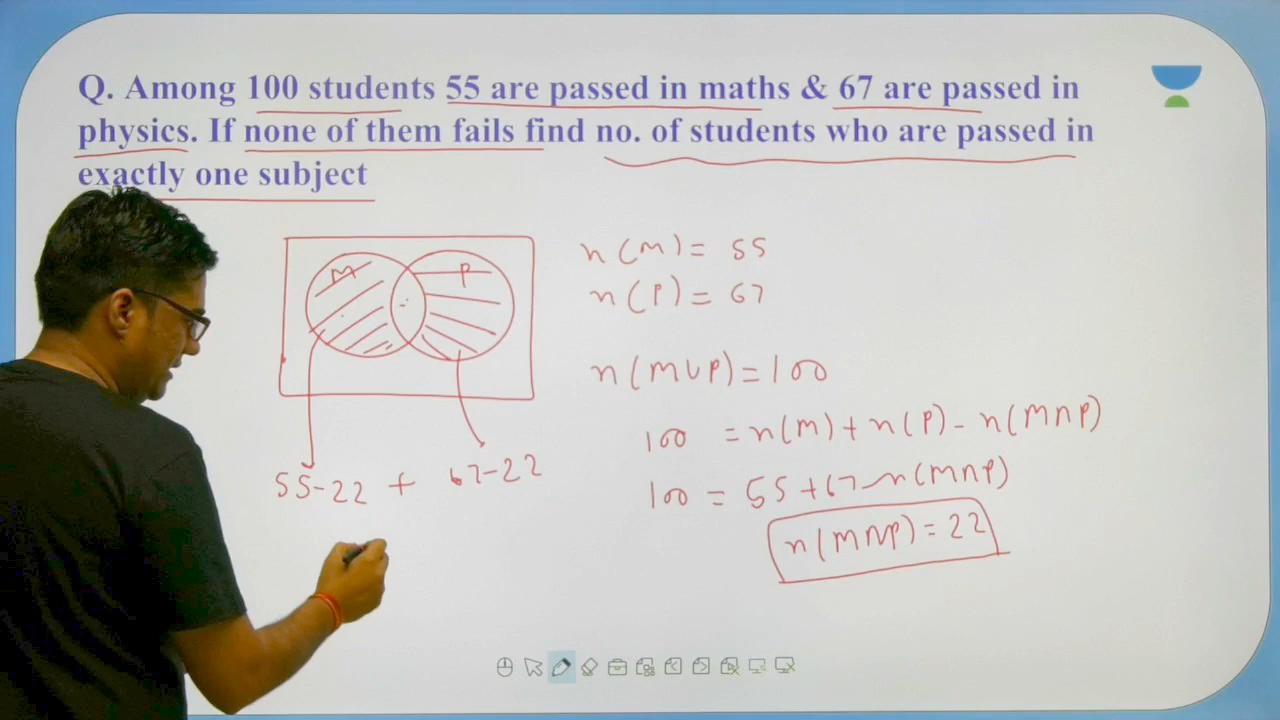 Q. Among 100 students 55 are passed in maths & 67 are passed in
physics. If none of them fails find no. of students who are passed in
exactly one subject
M P
n(M) = 55
n(P) = 67
n(M∪P) = 100
100 = n(M) + n(P) - n(M∩P)
55-22 + 67-22
100 = 55 + 67 - n(M∩P)
n(M∩P) = 22